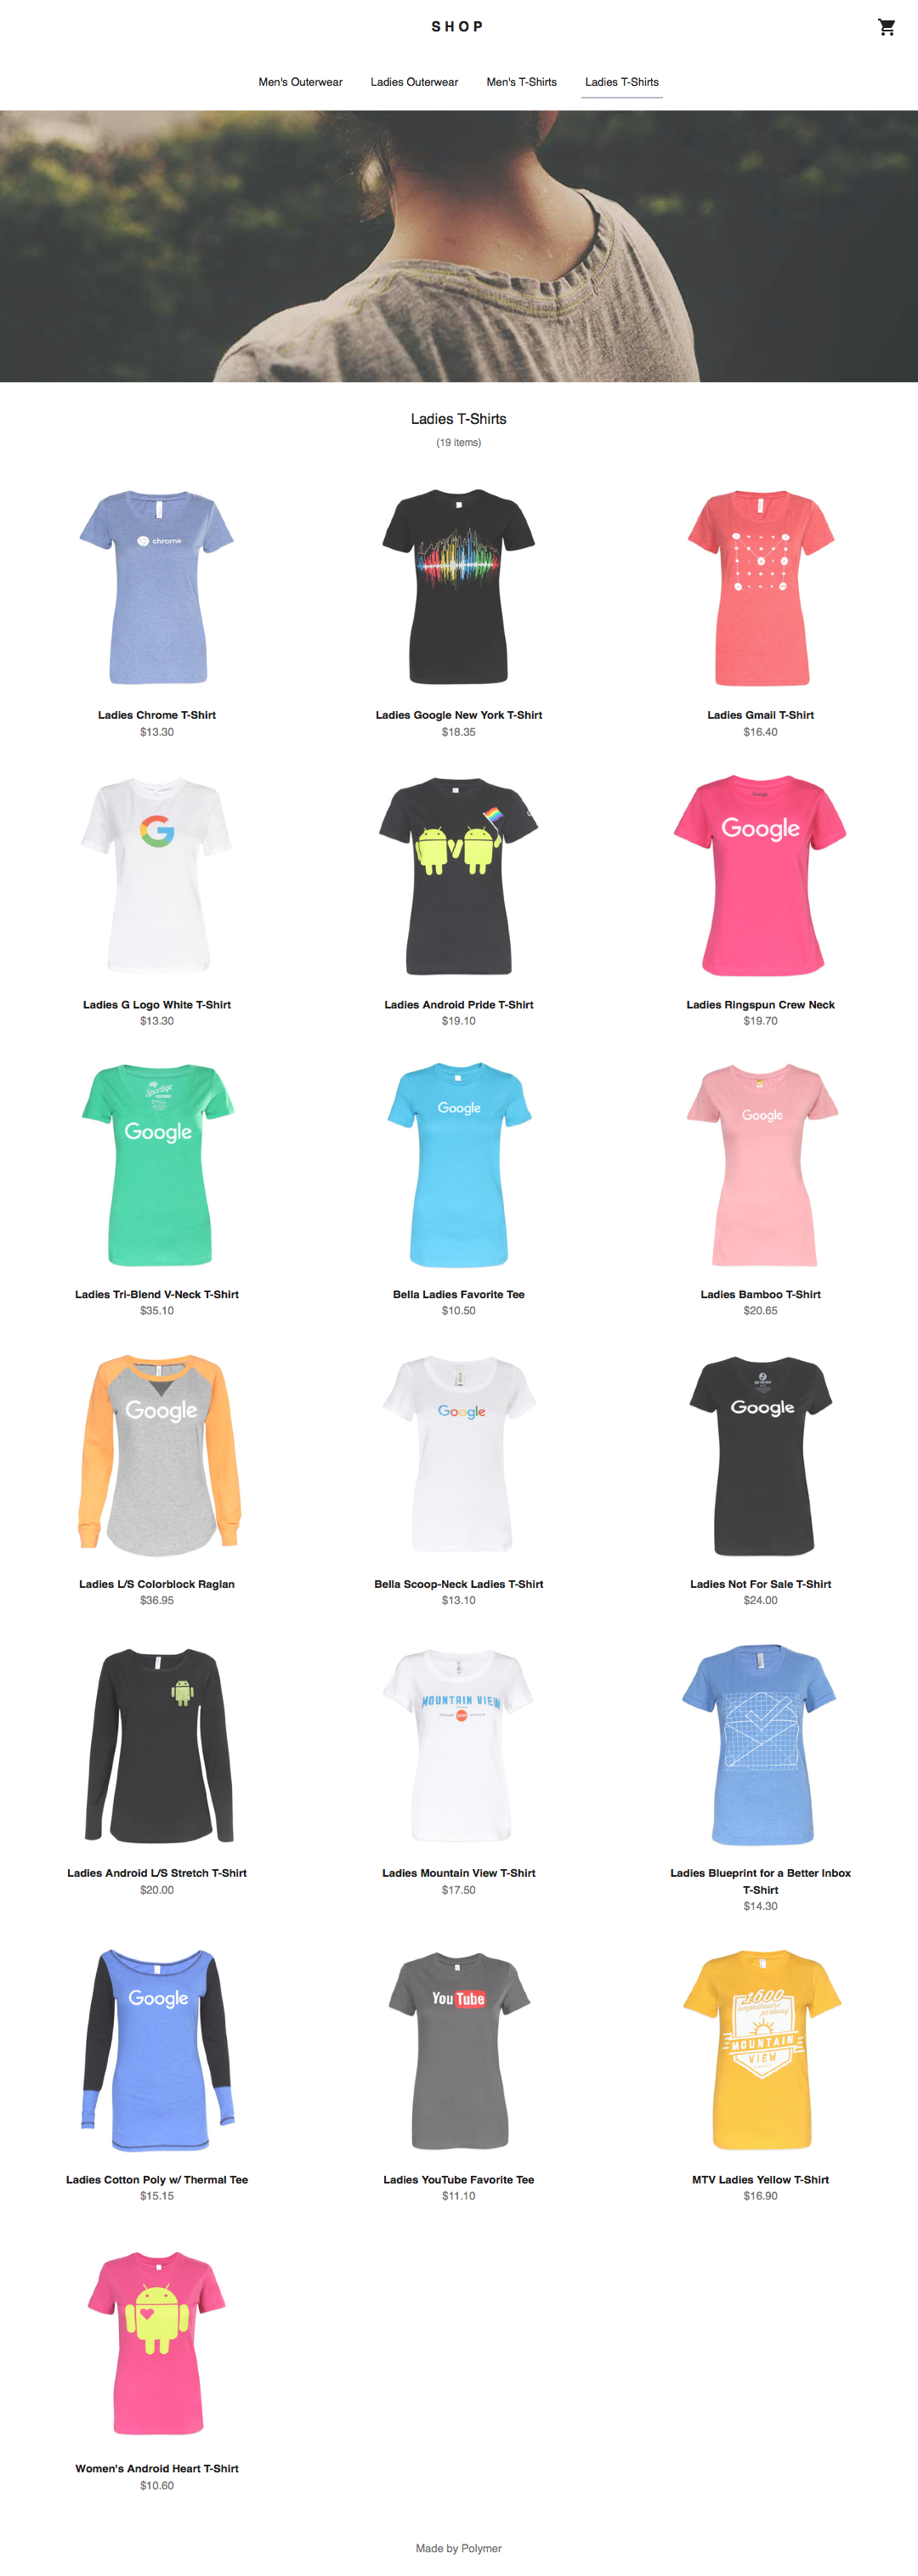 SHOP
Men's Outerwear Ladies Outerwear Men's T-Shirts Ladies T-Shirts
Ladies T-Shirts
(19 items)
chrome
Ladies Chrome T-Shirt
$13.30
Ladies Google New York T-Shirt
$18.35
Ladies Gmail T-Shirt
$16.40
G
Ladies G Logo White T-Shirt
$13.30
Ladies Android Pride T-Shirt
$19.10
Google
Google
Ladies Ringspun Crew Neck
$19.70
Sportiqe
Google
Ladies Tri-Blend V-Neck T-Shirt
$35.10
Google
Bella Ladies Favorite Tee
$10.50
Google
Ladies Bamboo T-Shirt
$20.65
Google
Ladies L/S Colorblock Raglan
$36.95
Google
Bella Scoop-Neck Ladies T-Shirt
$13.10
Google
Ladies Not For Sale T-Shirt
$24.00
Ladies Android L/S Stretch T-Shirt
$20.00
MOUNTAIN VIEW
Ladies Mountain View T-Shirt
$17.50
Ladies Blueprint for a Better Inbox
T-Shirt
$14.30
Google
Ladies Cotton Poly w/ Thermal Tee
$15.15
YouTube
Ladies YouTube Favorite Tee
$11.10
1600
amphitheatre
parkway
MOUNTAIN
VIEW
MTV Ladies Yellow T-Shirt
$16.90
Women's Android Heart T-Shirt
$10.60
Made by Polymer